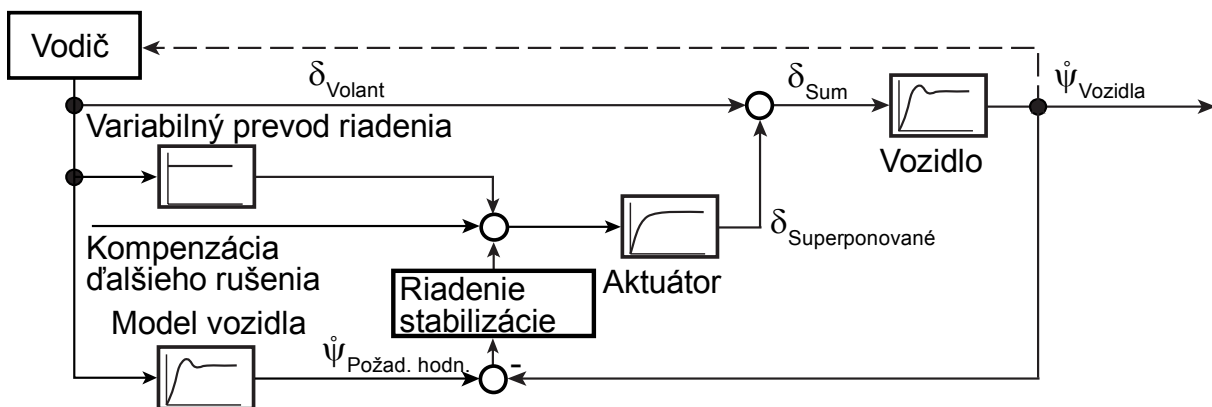 Vodič
δVolant
δSum
ψ̊Vozidla
Variabilný prevod riadenia
Vozidlo
Kompenzácia
ďalšieho rušenia
δSuperponované
Aktuátor
Riadenie
stabilizácie
Model vozidla
ψ̊Požad. hodn.
-